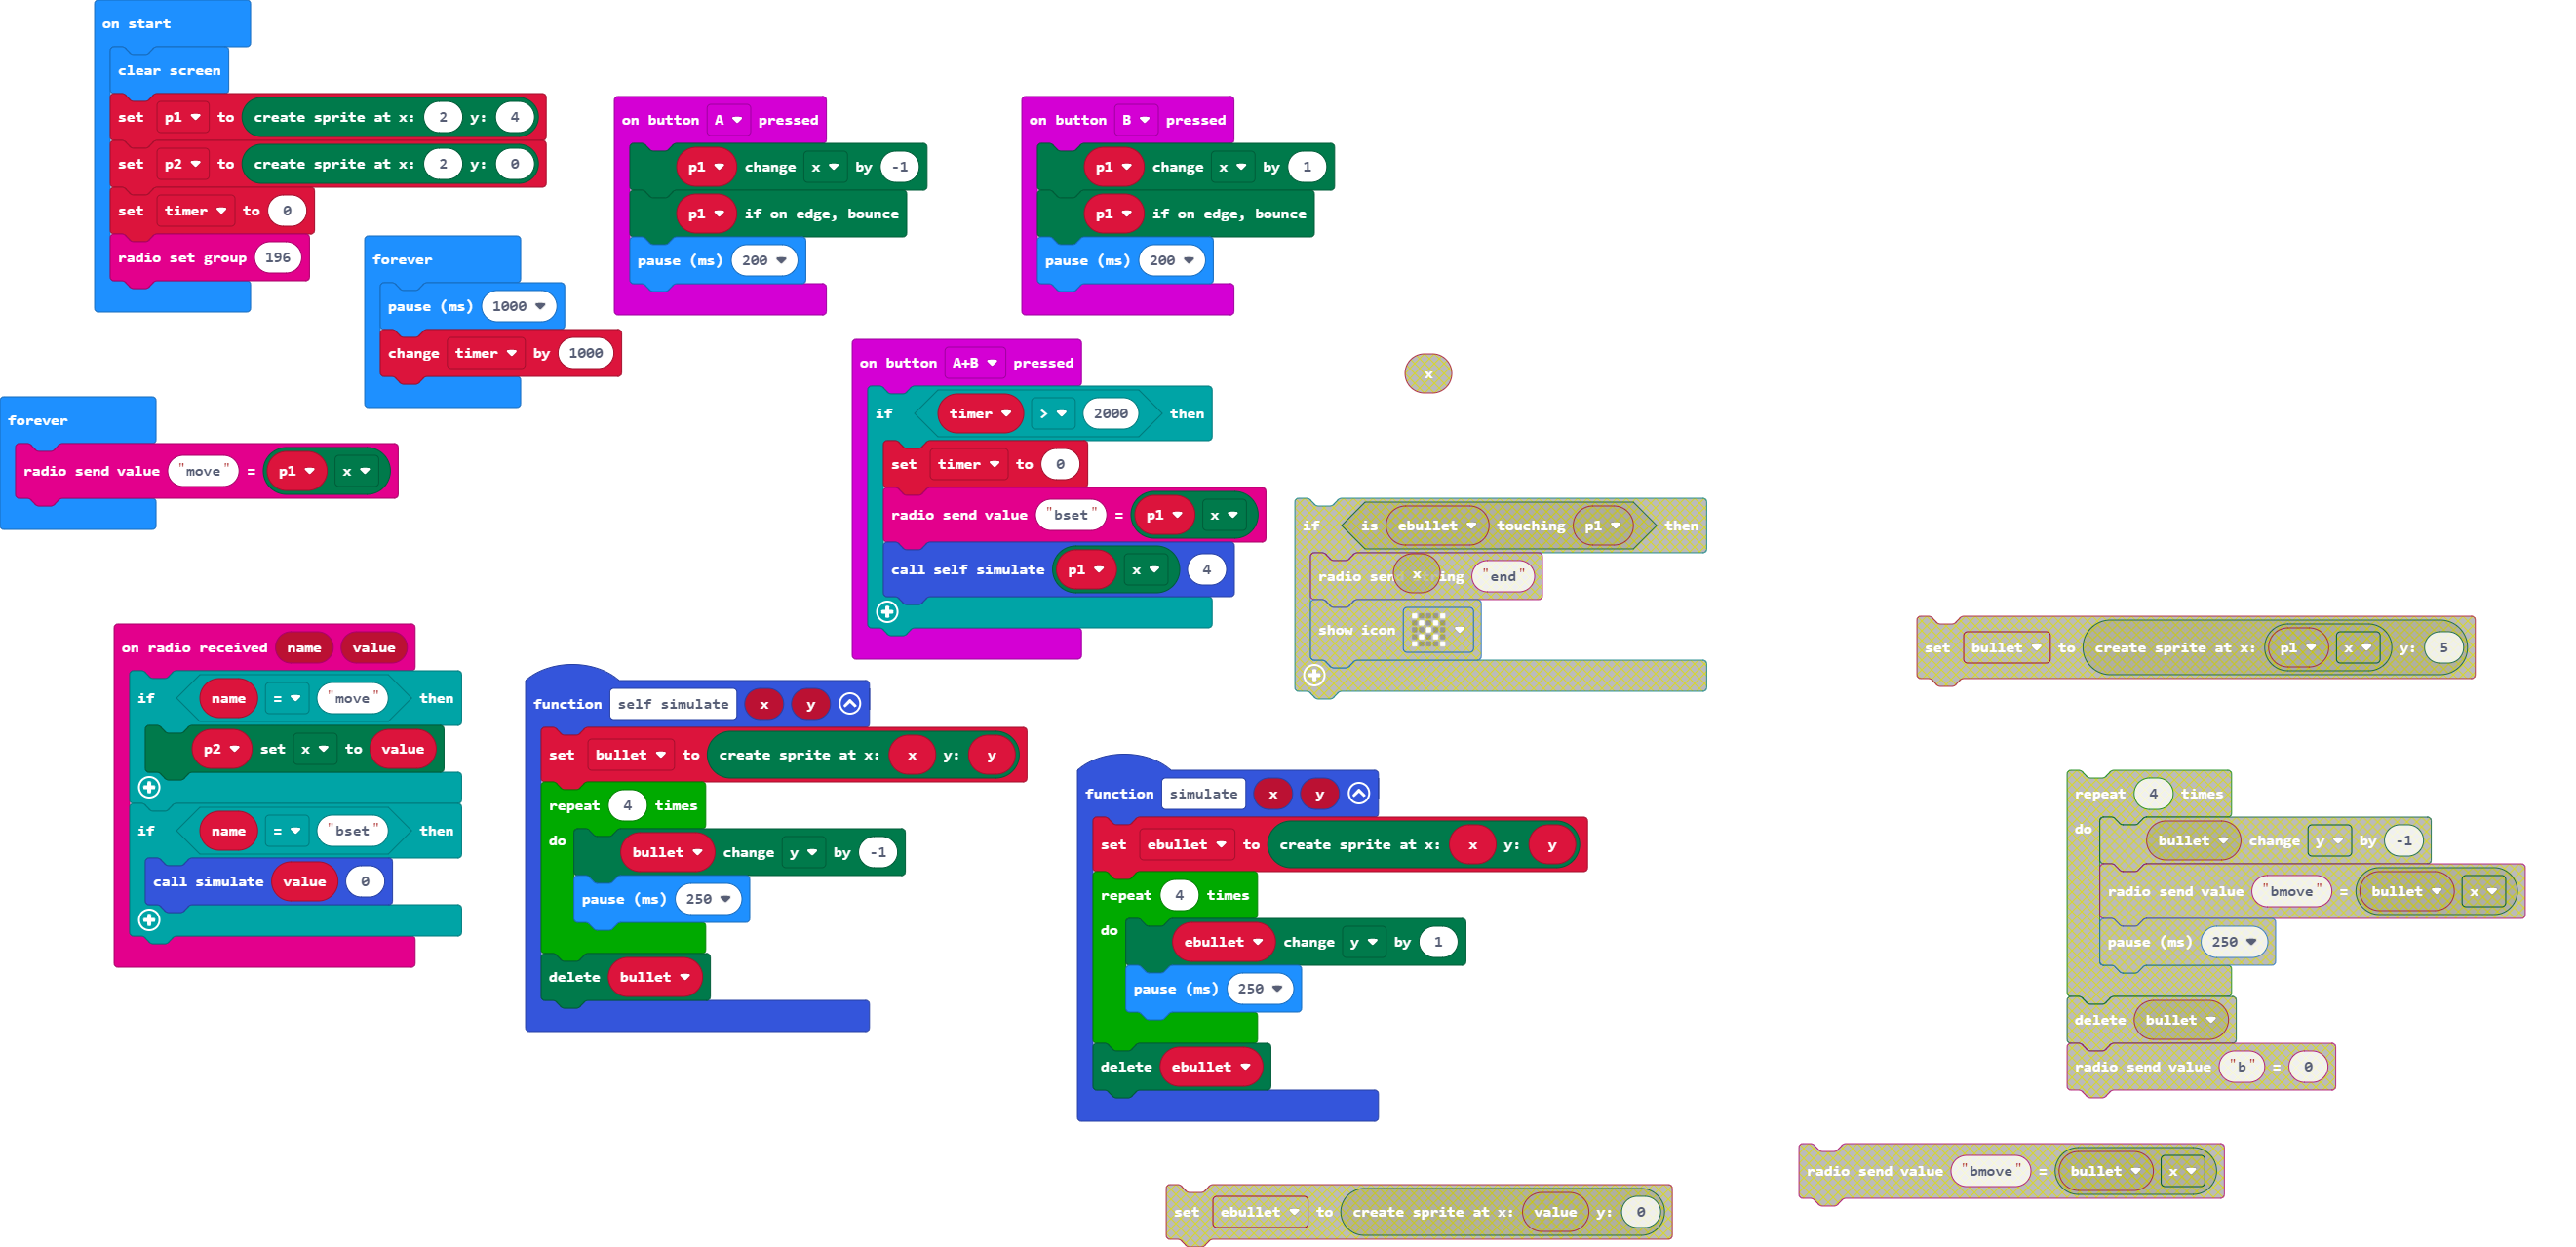 on start
clear screen
set p1 to create sprite at x: 2 y: 4
set p2 to create sprite at x: 2 y: 0
set timer to 0
radio set group 196
forever
pause (ms) 1000
change timer by 1000
forever
radio send value "move" = p1 x
on button A pressed
p1 change x by -1
p1 if on edge, bounce
pause (ms) 200
on button B pressed
p1 change x by 1
p1 if on edge, bounce
pause (ms) 200
on button A+B pressed
if timer > 2000 then
set timer to 0
radio send value "bset" = p1 x
call self simulate p1 x 4
x
if is ebullet touching p1 then
radio send string "end"
x
show icon
set bullet to create sprite at x: p1 x y: 5
on radio received name value
if name = "move" then
p2 set x to value
if name = "bset" then
call simulate value 0
function self simulate x y
set bullet to create sprite at x: x y: y
repeat 4 times
do
bullet change y by -1
pause (ms) 250
delete bullet
function simulate x y
set ebullet to create sprite at x: x y: y
repeat 4 times
do
ebullet change y by 1
pause (ms) 250
delete ebullet
repeat 4 times
do
bullet change y by -1
radio send value "bmove" = bullet x
pause (ms) 250
delete bullet
radio send value "b" = 0
radio send value "bmove" = bullet x
set ebullet to create sprite at x: value y: 0